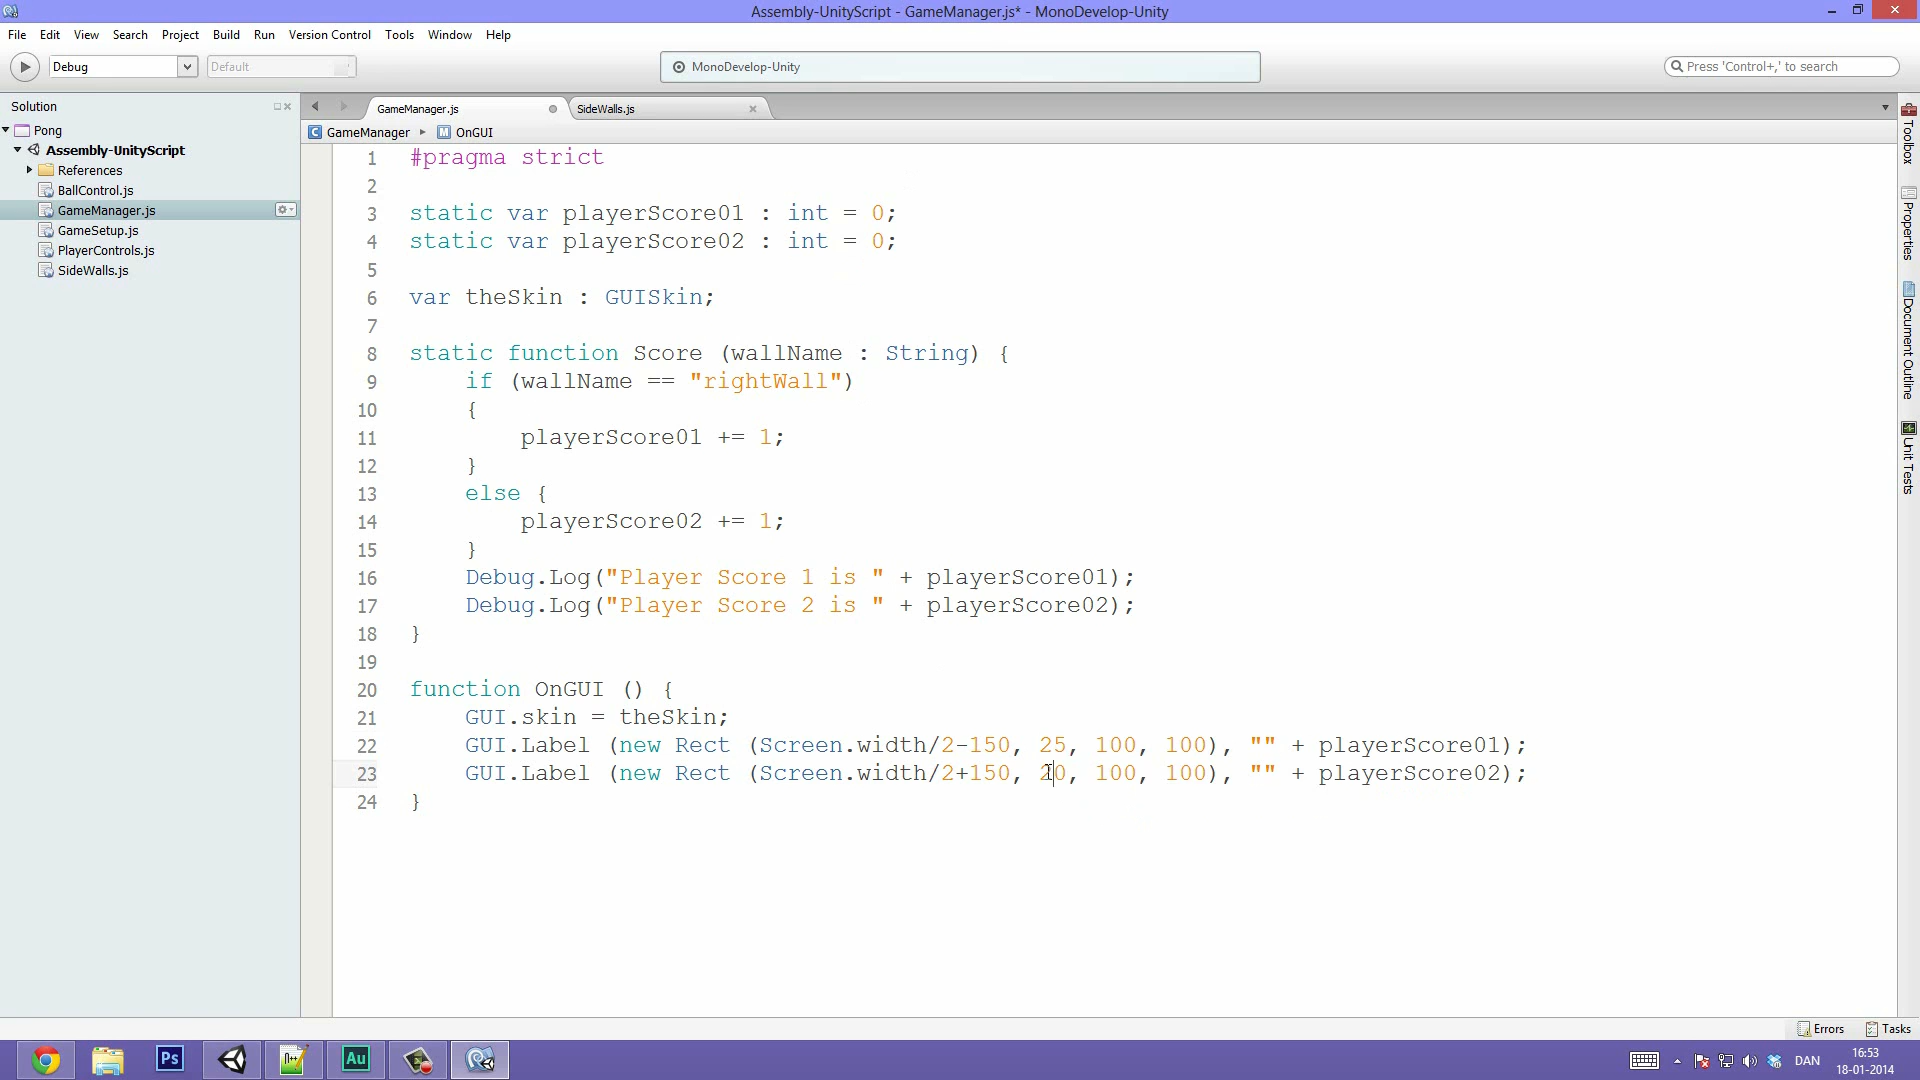 Assembly-UnityScript - GameManager.js* - MonoDevelop-Unity
File Edit View Search Project Build Run Version Control Tools Window Help
Debug Default MonoDevelop-Unity Press 'Control+,' to search
Solution
Pong
Assembly-UnityScript
References
BallControl.js
GameManager.js
GameSetup.js
PlayerControls.js
SideWalls.js
GameManager.js SideWalls.js
GameManager OnGUI
1 #pragma strict
2
3 static var playerScore01 : int = 0;
4 static var playerScore02 : int = 0;
5
6 var theSkin : GUISkin;
7
8 static function Score (wallName : String) {
9 if (wallName == "rightWall")
10 {
11 playerScore01 += 1;
12 }
13 else {
14 playerScore02 += 1;
15 }
16 Debug.Log("Player Score 1 is " + playerScore01);
17 Debug.Log("Player Score 2 is " + playerScore02);
18 }
19
20 function OnGUI () {
21 GUI.skin = theSkin;
22 GUI.Label (new Rect (Screen.width/2-150, 25, 100, 100), "" + playerScore01);
23 GUI.Label (new Rect (Screen.width/2+150, 20, 100, 100), "" + playerScore02);
24 }
Toolbox
Properties
Document Outline
Unit Tests
Errors Tasks
Ps Au DAN 16:53
18-01-2014